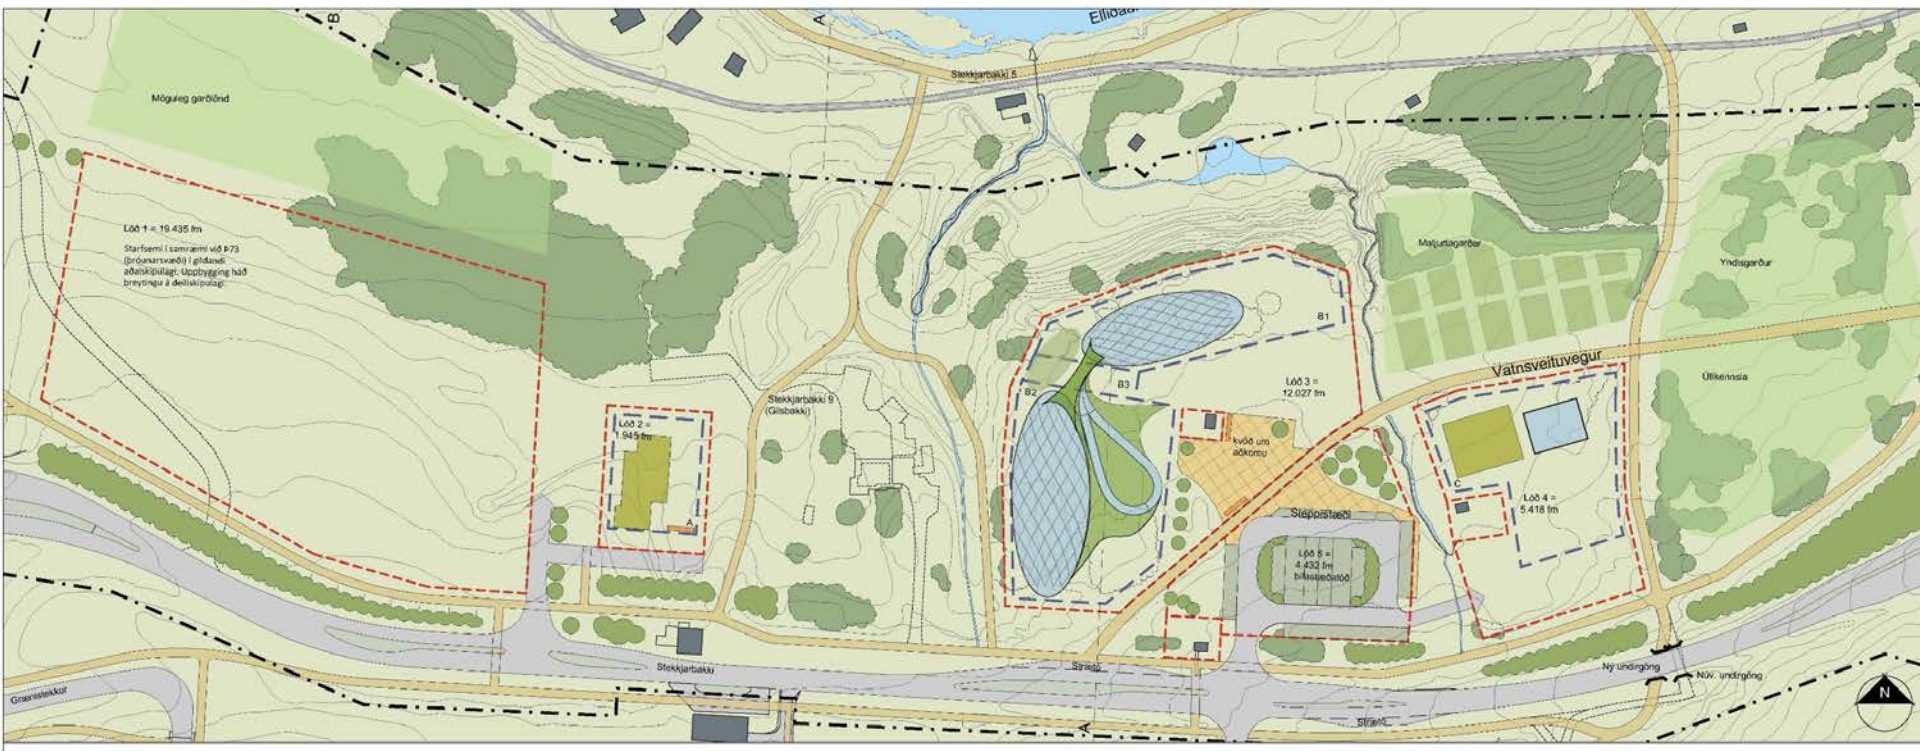 B
A
Elliðaár
Stekkjarbakki 5
Möguleg garðlönd
Lóð 1 = 19.435 fm
Starfsemi í samræmi við Þ73
(þróunarsvæði) í gildandi
aðalskipulagi. Uppbygging háð
breytingu á deiliskipulagi.
Matjurtagarðar
Yndisgarður
B1
Vatnsveituvegur
Útikennsla
B2
B3
Lóð 3 =
12.027 fm
Stekkjarbakki 9
(Gilsbakki)
Lóð 2 =
1.945 fm
kvöð um
aðkomu
C
Lóð 4 =
5.418 fm
A
Sleppistæði
Lóð 5 =
4.432 fm
bílastæðalóð
Stekkjarbakki
Strætó
Ný undirgöng
Núv. undirgöng
Grænistekkur
Strætó
A
N